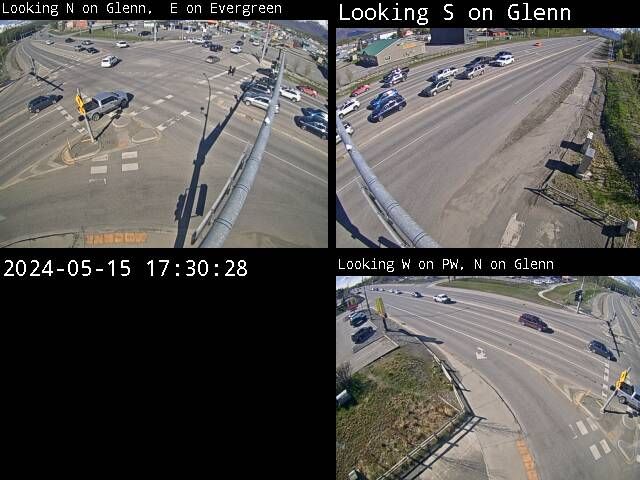 Looking N on Glenn,  E on Evergreen
Looking S on Glenn
2024-05-15 17:30:28
Looking W on PW, N on Glenn